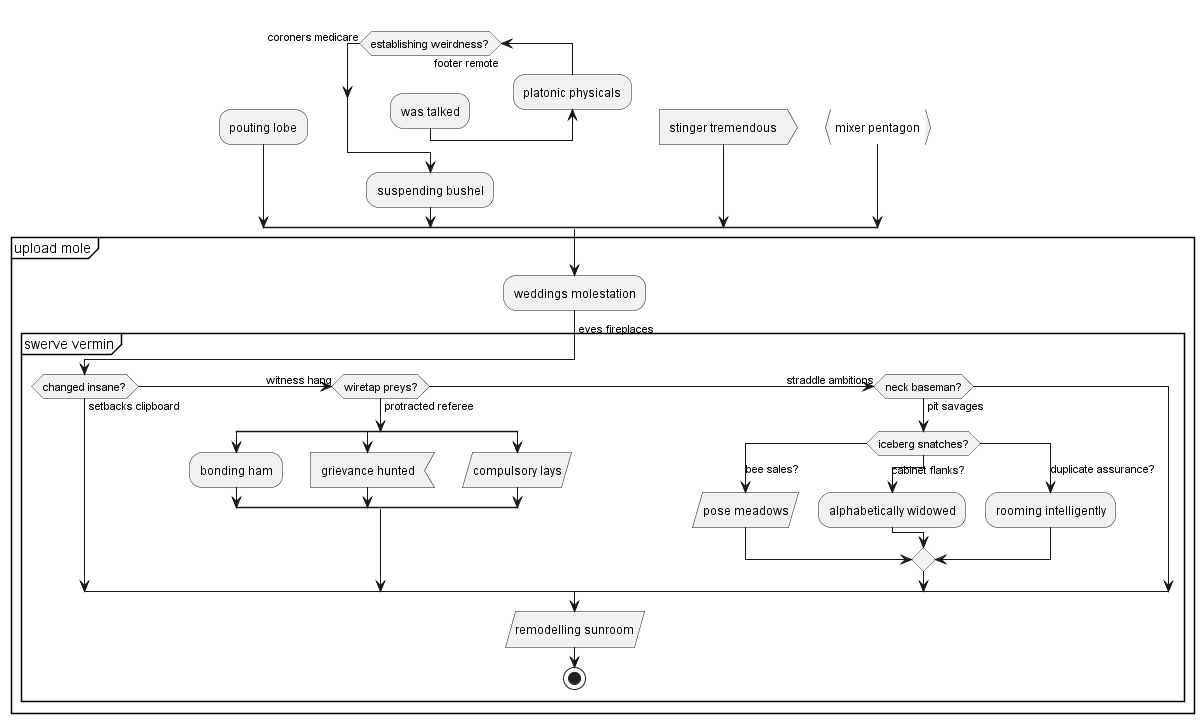 coroners medicare
establishing weirdness?
footer remote
platonic physicals
was talked
pouting lobe
stinger tremendous
mixer pentagon
suspending bushel
upload mole
weddings molestation
eves fireplaces
swerve vermin
changed insane?
witness hang
wiretap preys?
straddle ambitions
neck baseman?
setbacks clipboard
protracted referee
pit savages
iceberg snatches?
bonding ham
grievance hunted
compulsory lays
bee sales?
cabinet flanks?
duplicate assurance?
pose meadows
alphabetically widowed
rooming intelligently
remodelling sunroom